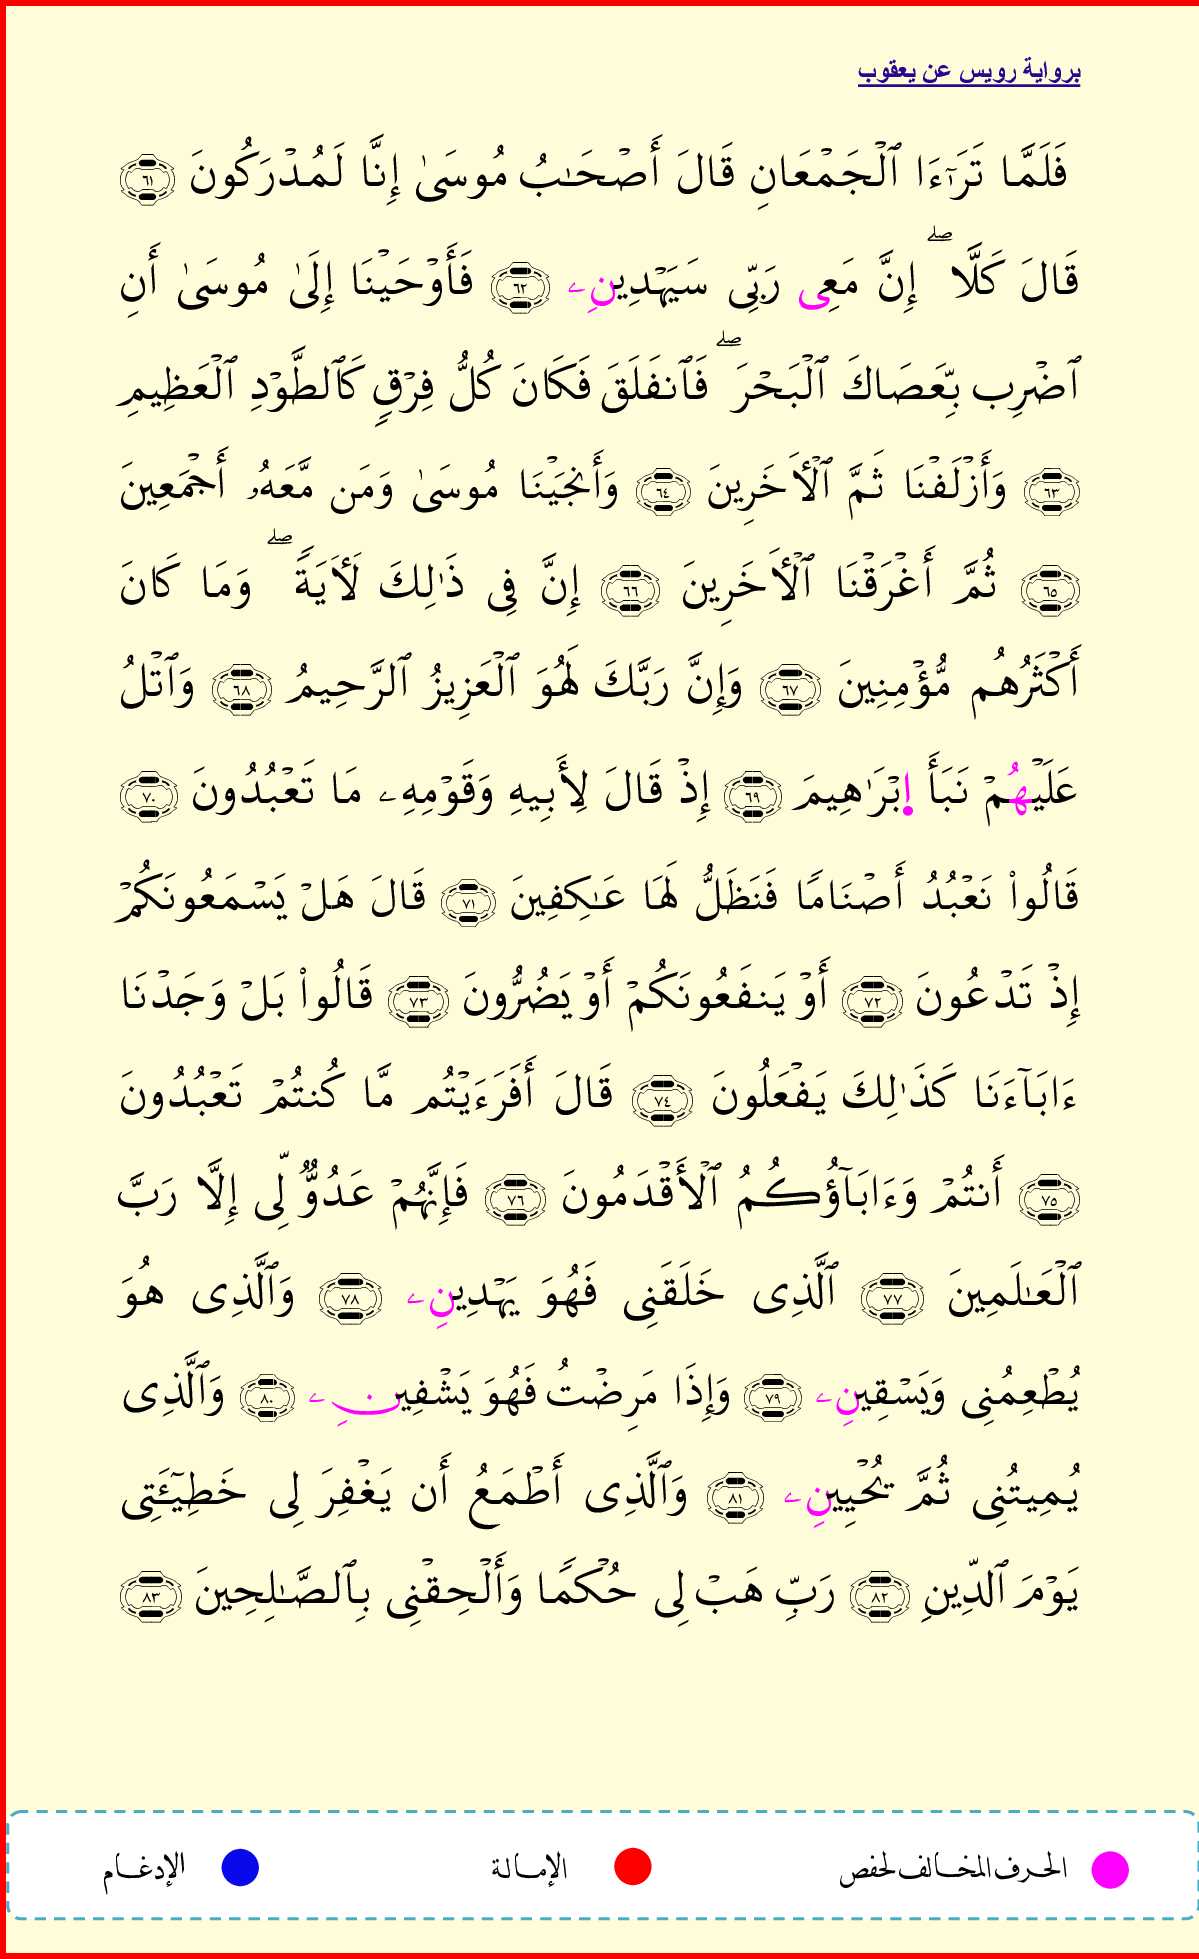 برواية رويس عن يعقوب
فَلَمَّا تَرَٰٓءَا ٱلۡجَمۡعَانِ قَالَ أَصۡحَٰبُ مُوسَىٰ إِنَّا لَمُدۡرَكُونَ ٦١
قَالَ كَلَّا ۖ إِنَّ مَعِى رَبِّى سَيَهۡدِينِۦ ٦٢ فَأَوۡحَيۡنَا إِلَىٰ مُوسَىٰ أَنِ
ٱضۡرِب بِّعَصَاكَ ٱلۡبَحۡرَ ۖ فَٱنفَلَقَ فَكَانَ كُلُّ فِرۡقٍ كَٱلطَّوۡدِ ٱلۡعَظِيمِ
٦٣ وَأَزۡلَفۡنَا ثَمَّ ٱلۡأٓخَرِينَ ٦٤ وَأَنجَيۡنَا مُوسَىٰ وَمَن مَّعَهُۥ أَجۡمَعِينَ
٦٥ ثُمَّ أَغۡرَقۡنَا ٱلۡأٓخَرِينَ ٦٦ إِنَّ فِى ذَٰلِكَ لَأٓيَةً ۖ وَمَا كَانَ
أَكۡثَرُهُم مُّؤۡمِنِينَ ٦٧ وَإِنَّ رَبَّكَ لَهُوَ ٱلۡعَزِيزُ ٱلرَّحِيمُ ٦٨ وَٱتۡلُ
عَلَيۡهُمۡ نَبَأَ إِبۡرَٰهِيمَ ٦٩ إِذۡ قَالَ لِأَبِيهِ وَقَوۡمِهِۦ مَا تَعۡبُدُونَ ٧٠
قَالُواْ نَعۡبُدُ أَصۡنَامًا فَنَظَلُّ لَهَا عَٰكِفِينَ ٧١ قَالَ هَلۡ يَسۡمَعُونَكُمۡ
إِذۡ تَدۡعُونَ ٧٢ أَوۡ يَنفَعُونَكُمۡ أَوۡ يَضُرُّونَ ٧٣ قَالُواْ بَلۡ وَجَدۡنَا
ءَابَآءَنَا كَذَٰلِكَ يَفۡعَلُونَ ٧٤ قَالَ أَفَرَءَيۡتُم مَّا كُنتُمۡ تَعۡبُدُونَ
٧٥ أَنتُمۡ وَءَابَآؤُكُمُ ٱلۡأَقۡدَمُونَ ٧٦ فَإِنَّهُمۡ عَدُوٌّ لِّى إِلَّا رَبَّ
ٱلۡعَٰلَمِينَ ٧٧ ٱلَّذِى خَلَقَنِى فَهُوَ يَهۡدِينِۦ ٧٨ وَٱلَّذِى هُوَ
يُطۡعِمُنِى وَيَسۡقِينِۦ ٧٩ وَإِذَا مَرِضۡتُ فَهُوَ يَشۡفِينِۦ ٨٠ وَٱلَّذِى
يُمِيتُنِى ثُمَّ يُحۡيِينِۦ ٨١ وَٱلَّذِى أَطۡمَعُ أَن يَغۡفِرَ لِى خَطِيٓـَٔتِى
يَوۡمَ ٱلدِّينِ ٨٢ رَبِّ هَبۡ لِى حُكۡمًا وَأَلۡحِقۡنِى بِٱلصَّٰلِحِينَ ٨٣
الحرف المخالف لحفص الإمالة الإدغام